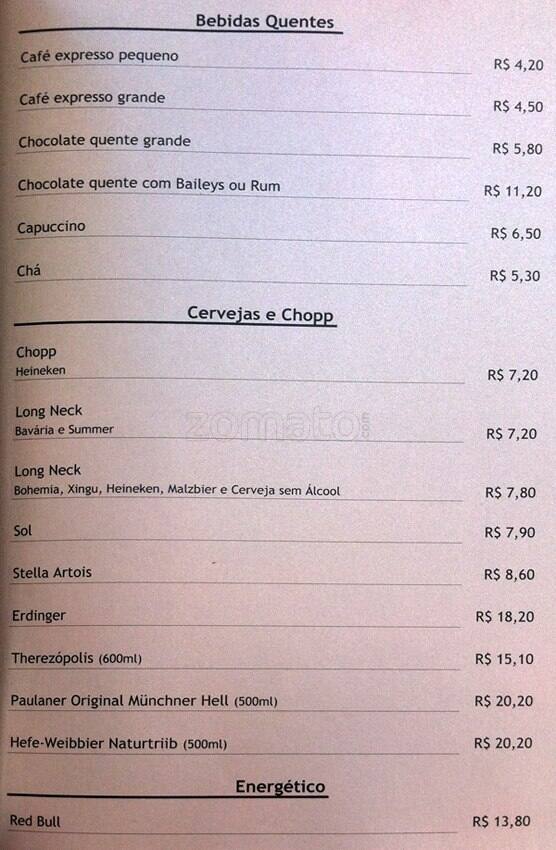 Bebidas Quentes
Café expresso pequeno R$ 4,20
Café expresso grande R$ 4,50
Chocolate quente grande R$ 5,80
Chocolate quente com Baileys ou Rum R$ 11,20
Capuccino R$ 6,50
Chá R$ 5,30
Cervejas e Chopp
Chopp
Heineken R$ 7,20
Long Neck
Bavária e Summer R$ 7,20
zomato.com
Long Neck
Bohemia, Xingu, Heineken, Malzbier e Cerveja sem Álcool R$ 7,80
Sol R$ 7,90
Stella Artois R$ 8,60
Erdinger R$ 18,20
Therezópolis (600ml) R$ 15,10
Paulaner Original Münchner Hell (500ml) R$ 20,20
Hefe-Weibbier Naturtriib (500ml) R$ 20,20
Energético
Red Bull R$ 13,80